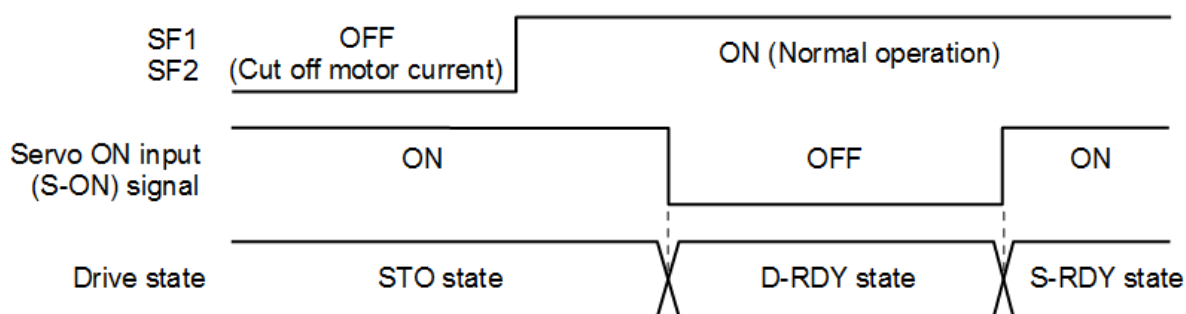 SF1
SF2
OFF
(Cut off motor current)
ON (Normal operation)
Servo ON input
(S-ON) signal
ON
OFF
ON
Drive state
STO state
D-RDY state
S-RDY state